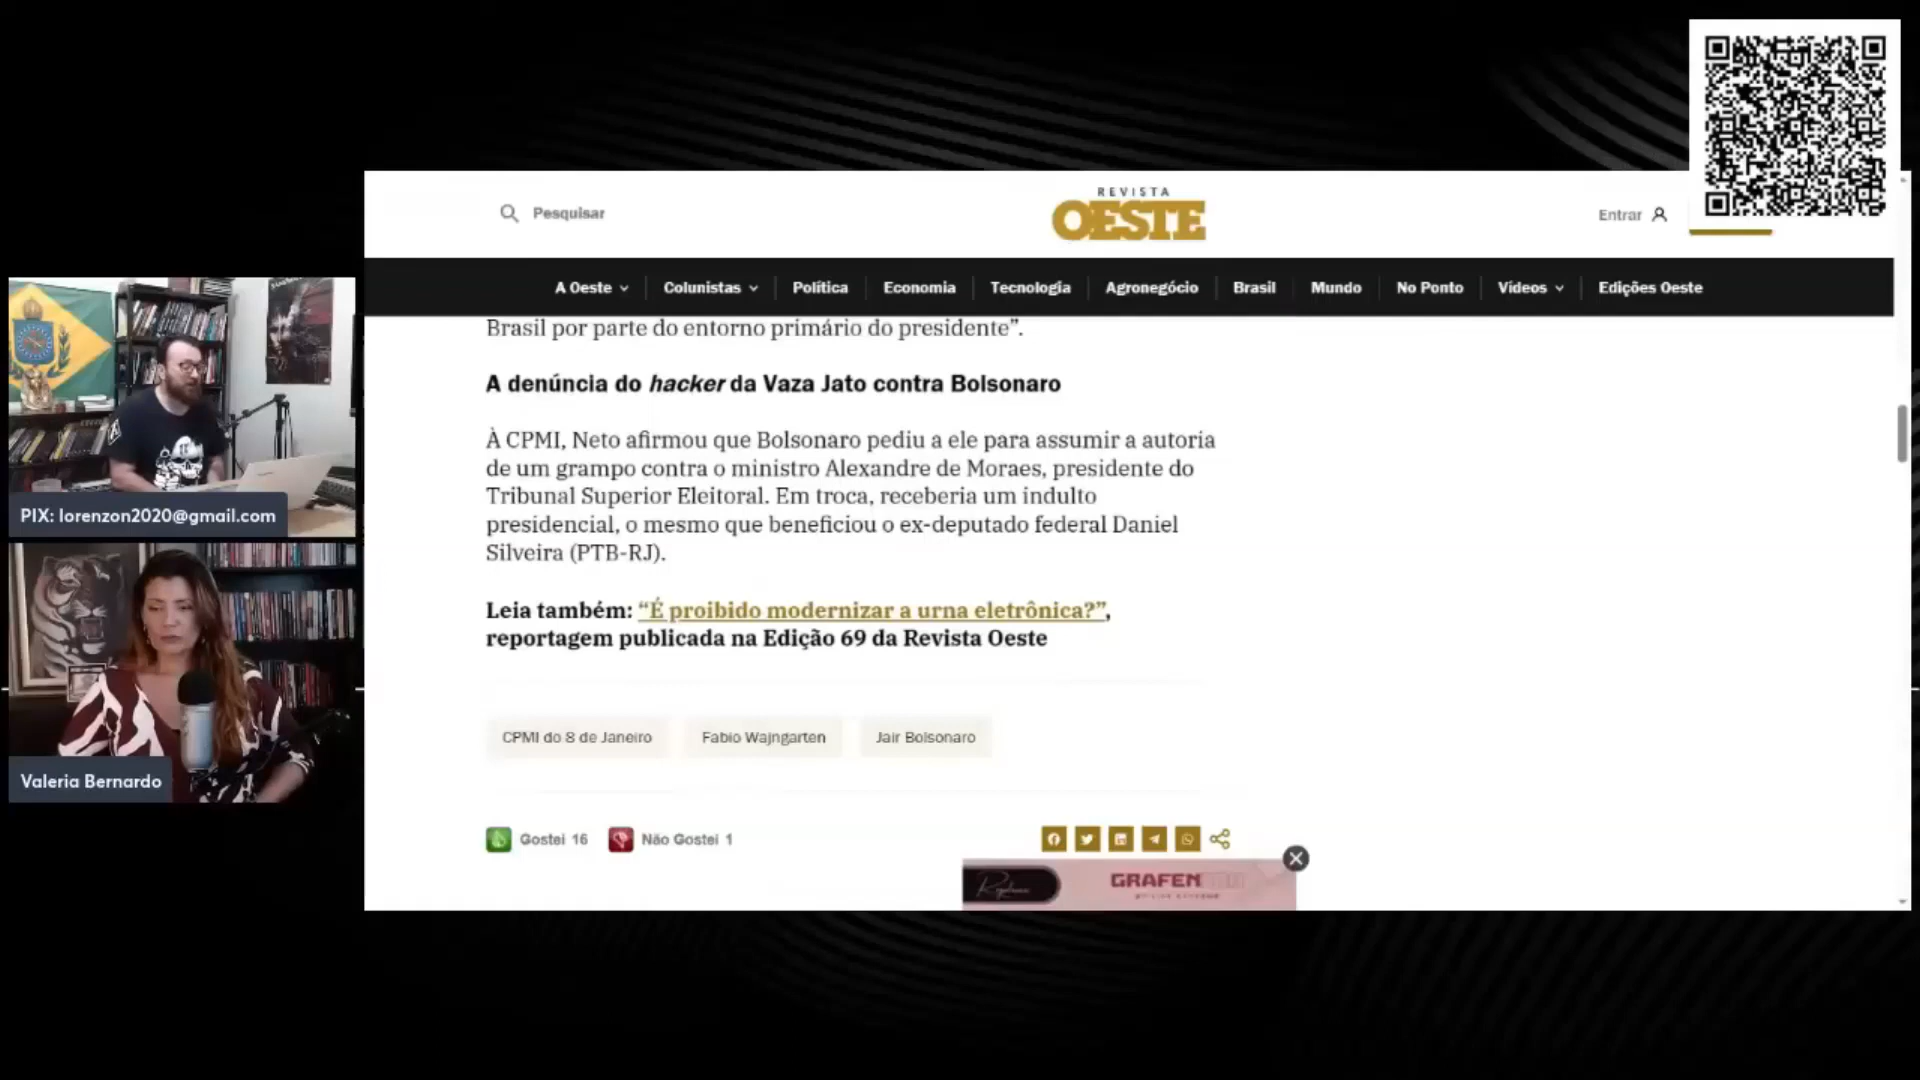 Pesquisar
REVISTA
OESTE
Entrar
A Oeste
Colunistas
Política
Economia
Tecnologia
Agronegócio
Brasil
Mundo
No Ponto
Vídeos
Edições Oeste
Brasil por parte do entorno primário do presidente”.
A denúncia do hacker da Vaza Jato contra Bolsonaro
À CPMI, Neto afirmou que Bolsonaro pediu a ele para assumir a autoria
de um grampo contra o ministro Alexandre de Moraes, presidente do
Tribunal Superior Eleitoral. Em troca, receberia um indulto
presidencial, o mesmo que beneficiou o ex-deputado federal Daniel
Silveira (PTB-RJ).
Leia também: “É proibido modernizar a urna eletrônica?”,
reportagem publicada na Edição 69 da Revista Oeste
CPMI do 8 de Janeiro
Fabio Wajngarten
Jair Bolsonaro
Gostei 16
Não Gostei 1
PIX: lorenzon2020@gmail.com
Valeria Bernardo